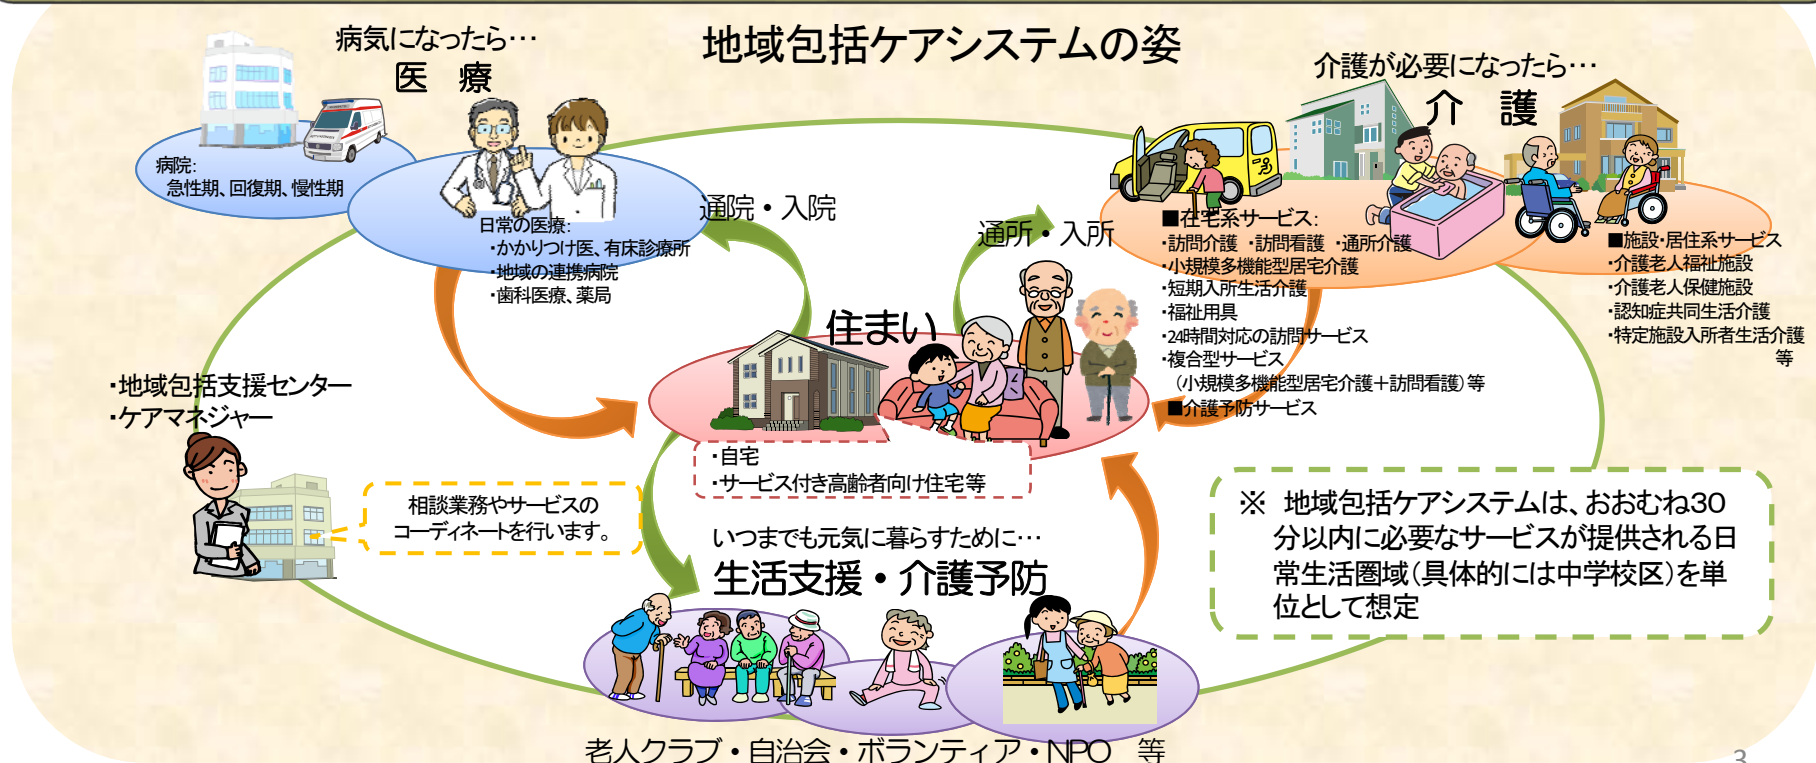 地域包括ケアシステムの姿
病気になったら…
医 療
病院:
急性期、回復期、慢性期
日常の医療:
・かかりつけ医、有床診療所
・地域の連携病院
・歯科医療、薬局
通院・入院
通所・入所
介護が必要になったら…
介 護
■在宅系サービス:
・訪問介護 ・訪問看護 ・通所介護
・小規模多機能型居宅介護
・短期入所生活介護
・福祉用具
・24時間対応の訪問サービス
・複合型サービス
（小規模多機能型居宅介護＋訪問看護）等
■介護予防サービス
■施設・居住系サービス
・介護老人福祉施設
・介護老人保健施設
・認知症共同生活介護
・特定施設入所者生活介護
等
住まい
・自宅
・サービス付き高齢者向け住宅等
・地域包括支援センター
・ケアマネジャー
相談業務やサービスの
コーディネートを行います。
いつまでも元気に暮らすために…
生活支援・介護予防
老人クラブ・自治会・ボランティア・NPO 等
※ 地域包括ケアシステムは、おおむね30
分以内に必要なサービスが提供される日
常生活圏域（具体的には中学校区）を単
位として想定
3